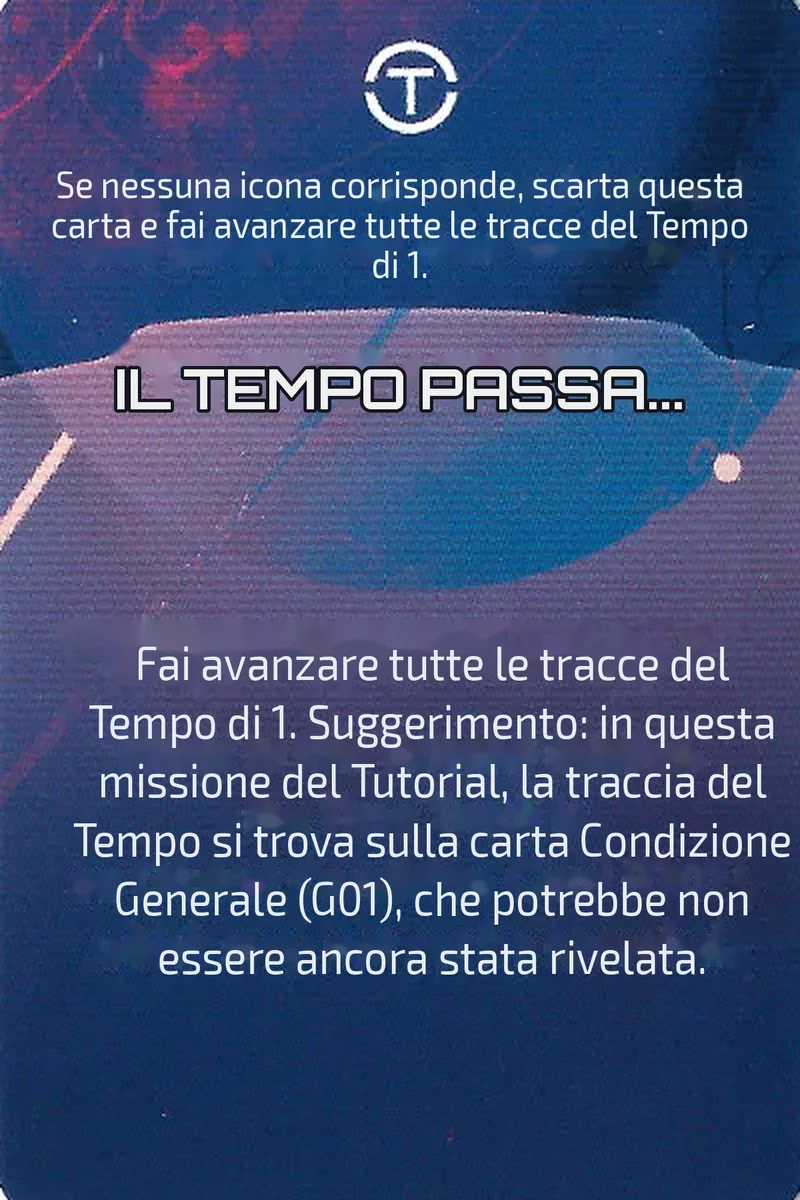 T
Se nessuna icona corrisponde, scarta questa
carta e fai avanzare tutte le tracce del Tempo
di 1.
IL TEMPO PASSA...
Fai avanzare tutte le tracce del
Tempo di 1. Suggerimento: in questa
missione del Tutorial, la traccia del
Tempo si trova sulla carta Condizione
Generale (G01), che potrebbe non
essere ancora stata rivelata.